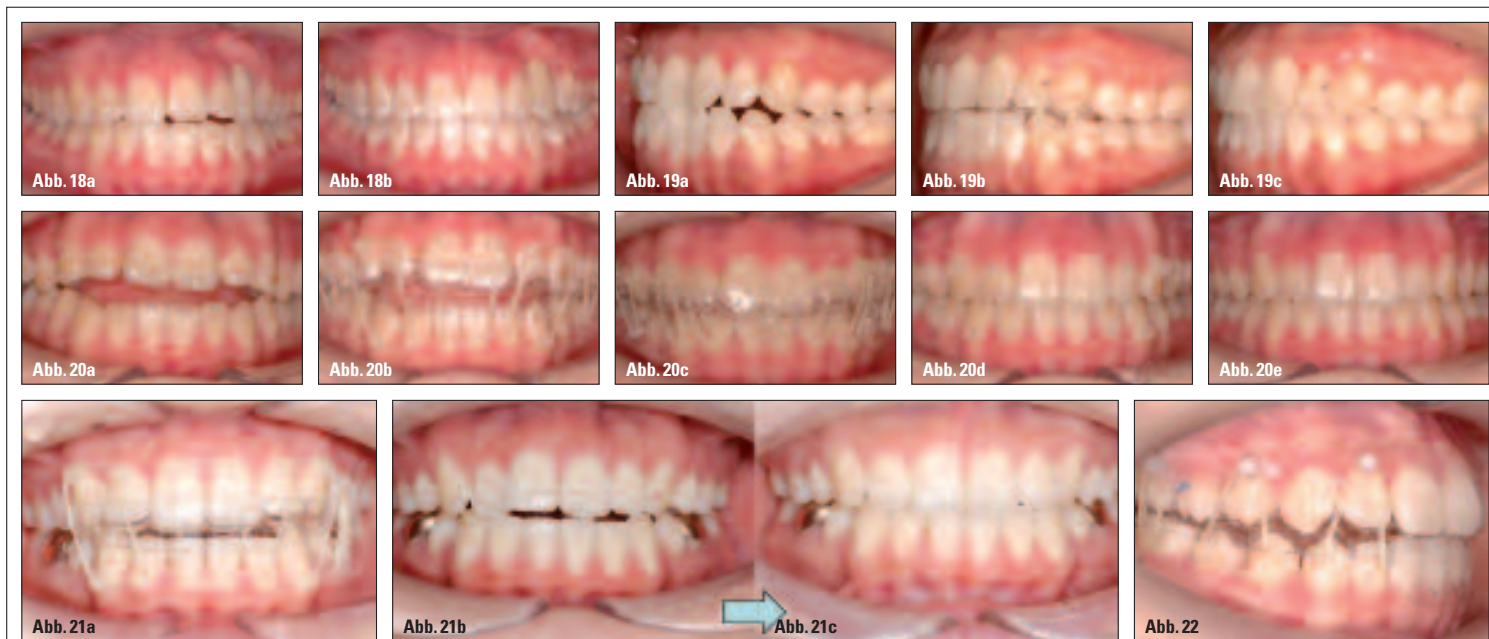 Abb. 18a
Abb. 18b
Abb. 19a
Abb. 19b
Abb. 19c
Abb. 20a
Abb. 20b
Abb. 20c
Abb. 20d
Abb. 20e
Abb. 21a
Abb. 21b
Abb. 21c
Abb. 22